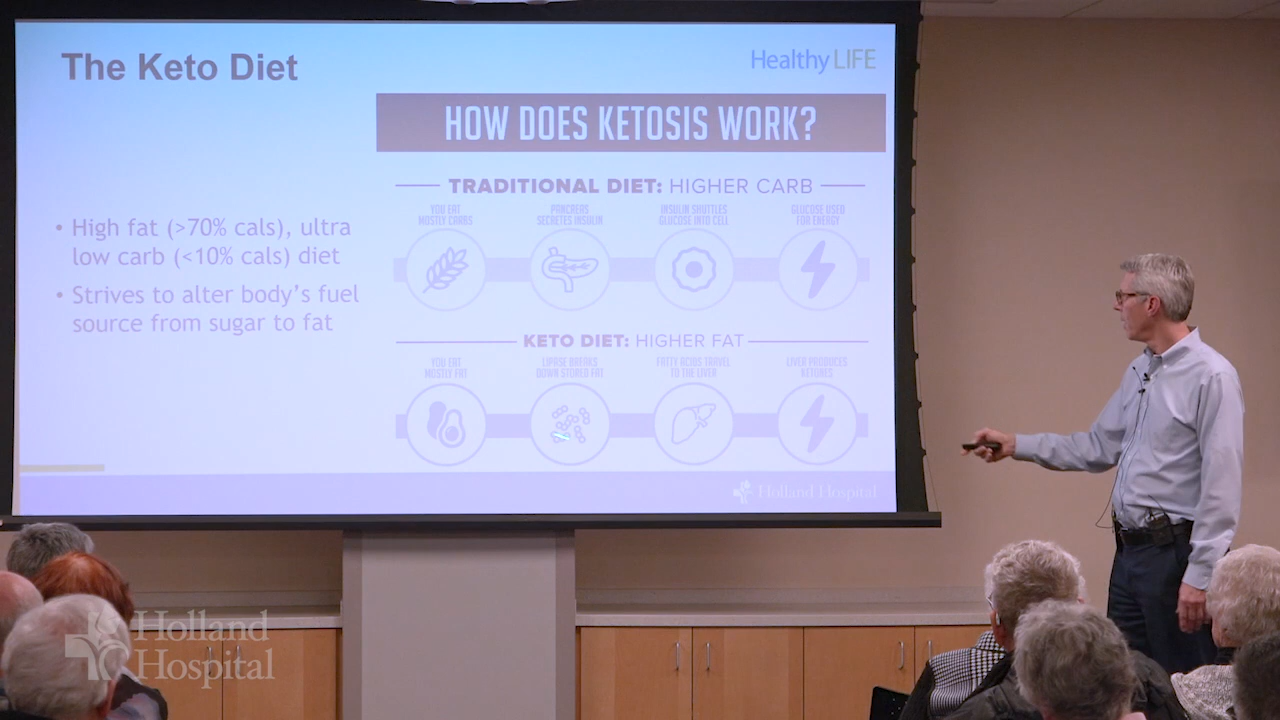 The Keto Diet
Healthy LIFE
HOW DOES KETOSIS WORK?
TRADITIONAL DIET: HIGHER CARB
YOU EAT
MOSTLY CARBS
PANCREAS
SECRETES INSULIN
INSULIN SHUTTLES
GLUCOSE INTO CELL
GLUCOSE USED
FOR ENERGY
• High fat (>70% cals), ultra
low carb (<10% cals) diet
• Strives to alter body's fuel
source from sugar to fat
KETO DIET: HIGHER FAT
YOU EAT
MOSTLY FAT
LIPASE BREAKS
DOWN STORED FAT
FATTY ACIDS TRAVEL
TO THE LIVER
LIVER PRODUCES
KETONES
Holland Hospital
Holland
Hospital